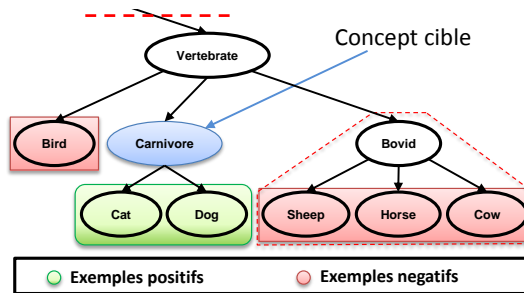 Concept cible
Vertebrate
Bird
Carnivore
Bovid
Cat
Dog
Sheep
Horse
Cow
Exemples positifs
Exemples negatifs